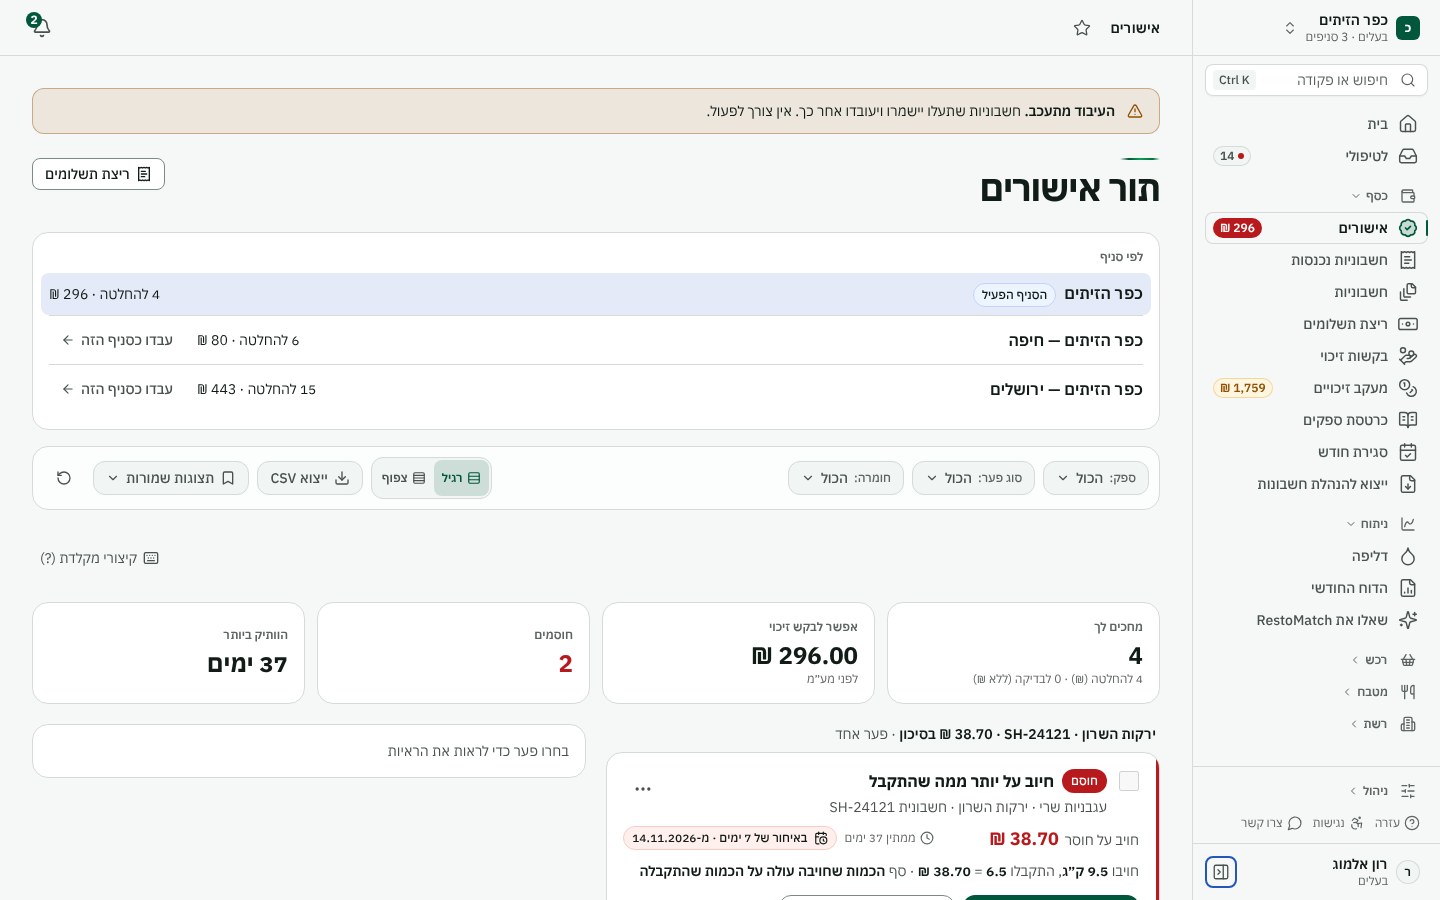 כ
כפר הזיתים
בעלים · 3 סניפים
חיפוש או פקודה
Ctrl K
בית
לטיפולי
14
כסף
אישורים
296 ₪
חשבוניות נכנסות
חשבוניות
ריצת תשלומים
בקשות זיכוי
מעקב זיכויים
1,759 ₪
כרטסת ספקים
סגירת חודש
ייצוא להנהלת חשבונות
ניתוח
דליפה
הדוח החודשי
שאלו את RestoMatch
רכש
מטבח
רשת
ניהול
עזרה
נגישות
צרו קשר
ר
רון אלמוג
בעלים
אישורים
2
העיבוד מתעכב. חשבוניות שתעלו יישמרו ויעובדו אחר כך. אין צורך לפעול.
תור אישורים
ריצת תשלומים
לפי סניף
כפר הזיתים
הסניף הפעיל
4 להחלטה · 296 ₪
כפר הזיתים — חיפה
6 להחלטה · 80 ₪
עבדו כסניף הזה
כפר הזיתים — ירושלים
15 להחלטה · 443 ₪
עבדו כסניף הזה
ספק: הכול
סוג פער: הכול
חומרה: הכול
רגיל
צפוף
ייצוא CSV
תצוגות שמורות
קיצורי מקלדת (?)
מחכים לך
4
4 להחלטה (₪) · 0 לבדיקה (ללא ₪)
אפשר לבקש זיכוי
296.00 ₪
לפני מע״מ
חוסמים
2
הוותיק ביותר
37 ימים
ירקות השרון · SH-24121 · 38.70 ₪ בסיכון · פער אחד
חוסם
חיוב על יותר ממה שהתקבל
עגבניות שרי · ירקות השרון · חשבונית SH-24121
חויב על חוסר 38.70 ₪
ממתין 37 ימים
באיחור של 7 ימים · מ-14.11.2026
חויבו 9.5 ק״ג, התקבלו 6.5 = 38.70 ₪ · סף הכמות שחויבה עולה על הכמות שהתקבלה
בחרו פער כדי לראות את הראיות